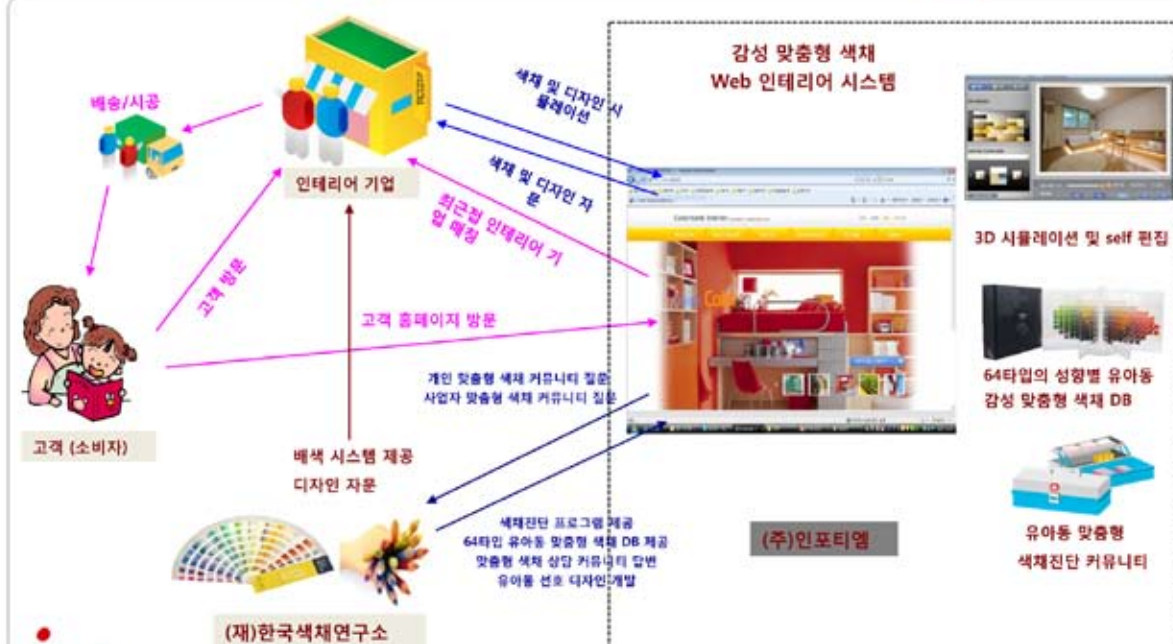 감성 맞춤형 색채
Web 인테리어 시스템
배송/시공
색채 및 디자인 시
뮬레이션
인테리어 기업
색채 및 디자인 자
문
최근접 인테리어 기
업 매칭
3D 시뮬레이션 및 self 편집
고객 방문
고객 홈페이지 방문
개인 맞춤형 색채 커뮤니티 질문
사업자 맞춤형 색채 커뮤니티 질문
64타입의 성향별 유아동
감성 맞춤형 색채 DB
고객 (소비자)
배색 시스템 제공
디자인 자문
색채진단 프로그램 제공
64타입 유아동 맞춤형 색채 DB 제공
맞춤형 색채 상담 커뮤니티 답변
유아동 선호 디자인 개발
(주)인포티엠
유아동 맞춤형
색채진단 커뮤니티
(재)한국색채연구소